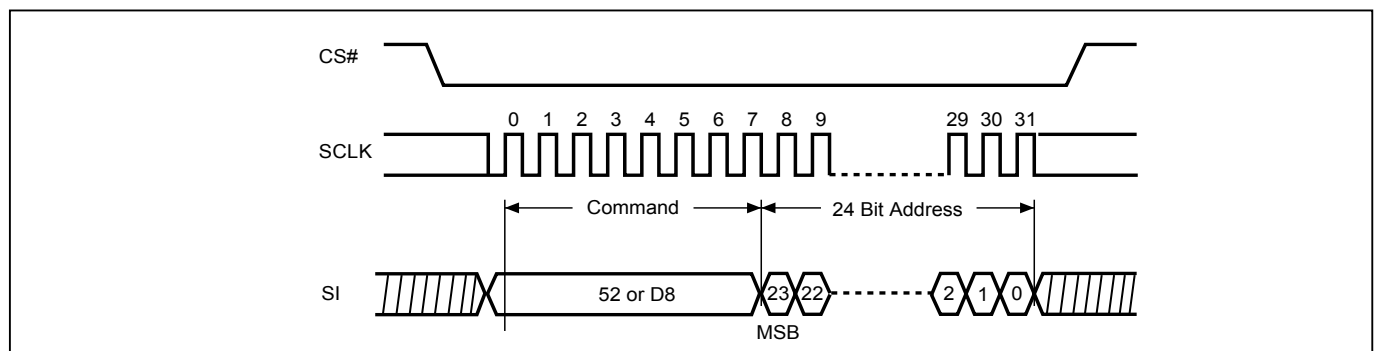 CS#
0 1 2 3 4 5 6 7 8 9 29 30 31
SCLK
Command 24 Bit Address
SI 52 or D8 23 22 2 1 0
MSB